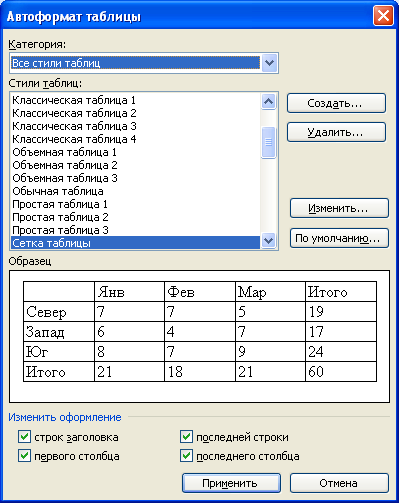 Автоформат таблицы
Категория:
Все стили таблиц
Стили таблиц:
Классическая таблица 1
Классическая таблица 2
Классическая таблица 3
Классическая таблица 4
Объемная таблица 1
Объемная таблица 2
Объемная таблица 3
Обычная таблица
Простая таблица 1
Простая таблица 2
Простая таблица 3
Сетка таблицы
Создать...
Удалить...
Изменить...
По умолчанию...
Образец
Янв Фев Мар Итого
Север 7 7 5 19
Запад 6 4 7 17
Юг 8 7 9 24
Итого 21 18 21 60
Изменить оформление
строк заголовка последней строки
первого столбца последнего столбца
Применить Отмена